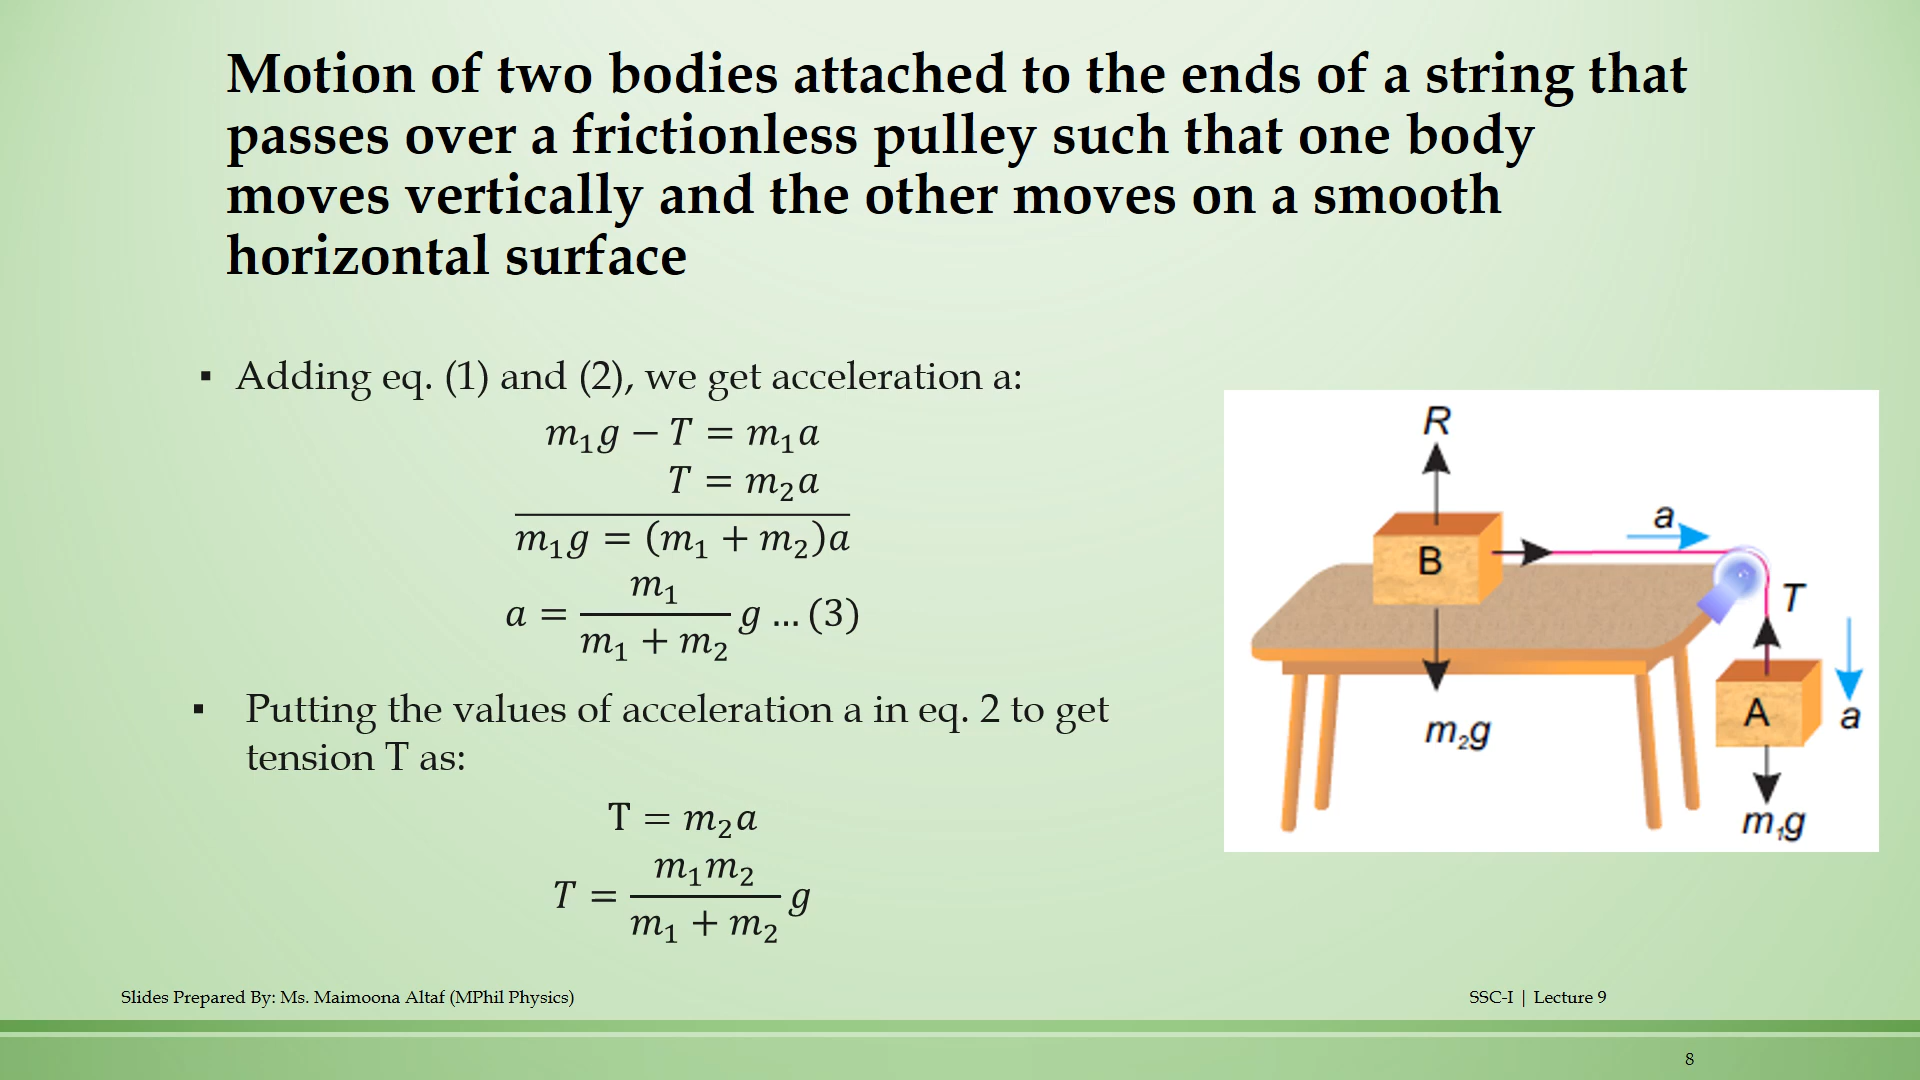 Motion of two bodies attached to the ends of a string that
passes over a frictionless pulley such that one body
moves vertically and the other moves on a smooth
horizontal surface
▪ Adding eq. (1) and (2), we get acceleration a:
m₁g − T = m₁a
T = m₂a
m₁g = (m₁ + m₂)a
a = m₁/(m₁ + m₂) g … (3)
▪ Putting the values of acceleration a in eq. 2 to get
tension T as:
T = m₂a
T = m₁m₂/(m₁ + m₂) g
R
a
B
T
A
a
m₂g
m₁g
Slides Prepared By: Ms. Maimoona Altaf (MPhil Physics)
SSC-I | Lecture 9
8